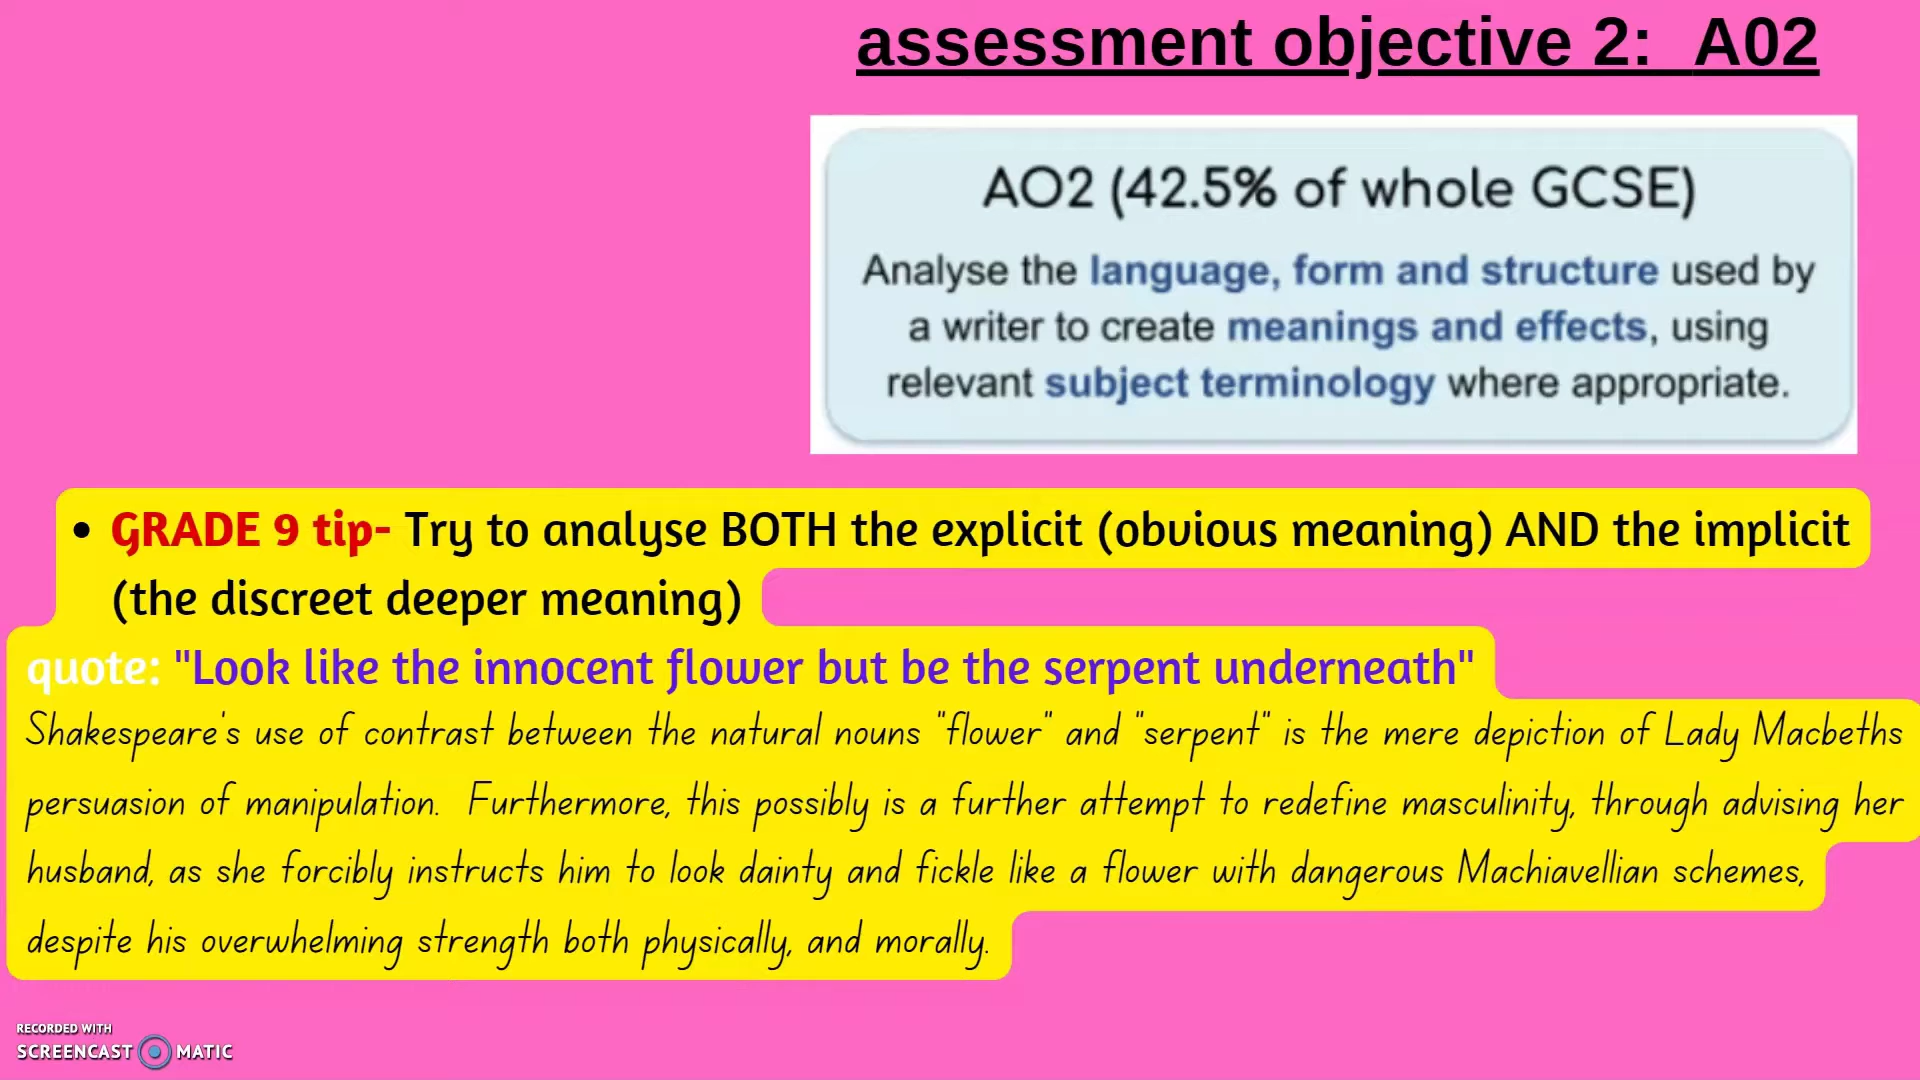 assessment objective 2: A02
AO2 (42.5% of whole GCSE)
Analyse the language, form and structure used by
a writer to create meanings and effects, using
relevant subject terminology where appropriate.
• GRADE 9 tip- Try to analyse BOTH the explicit (obvious meaning) AND the implicit
(the discreet deeper meaning)
quote: "Look like the innocent flower but be the serpent underneath"
Shakespeare's use of contrast between the natural nouns "flower" and "serpent" is the mere depiction of Lady Macbeths
persuasion of manipulation. Furthermore, this possibly is a further attempt to redefine masculinity, through advising her
husband, as she forcibly instructs him to look dainty and fickle like a flower with dangerous Machiavellian schemes,
despite his overwhelming strength both physically, and morally.
RECORDED WITH
SCREENCAST MATIC